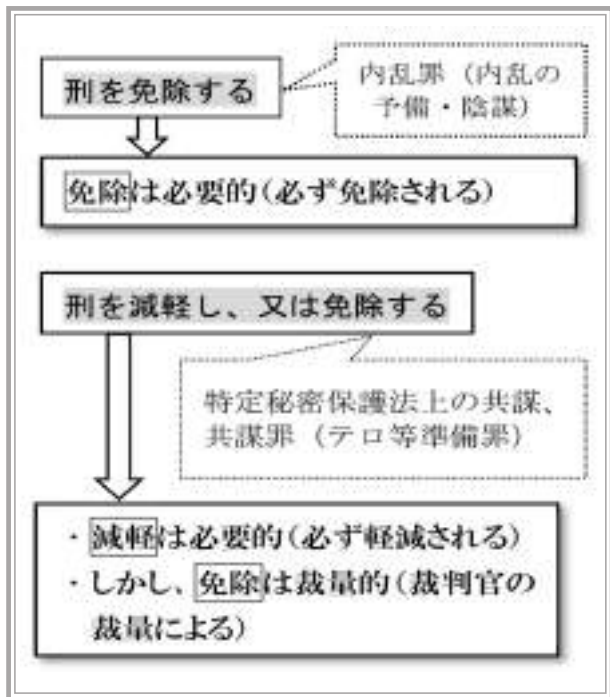 刑を免除する
内乱罪（内乱の
予備・陰謀）
免除は必要的（必ず免除される）
刑を減軽し、又は免除する
特定秘密保護法上の共謀、
共謀罪（テロ等準備罪）
・減軽は必要的（必ず軽減される）
・しかし、免除は裁量的（裁判官の
裁量による）